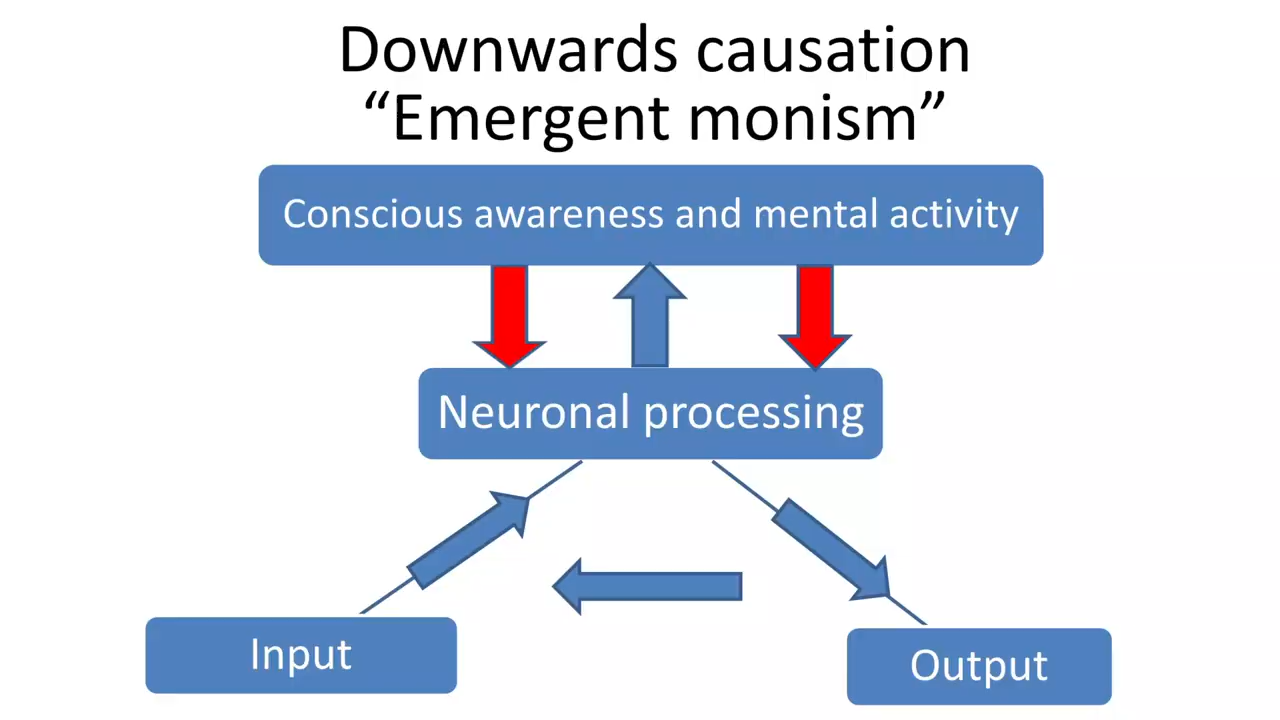 Downwards causation
“Emergent monism”
Conscious awareness and mental activity
Neuronal processing
Input
Output